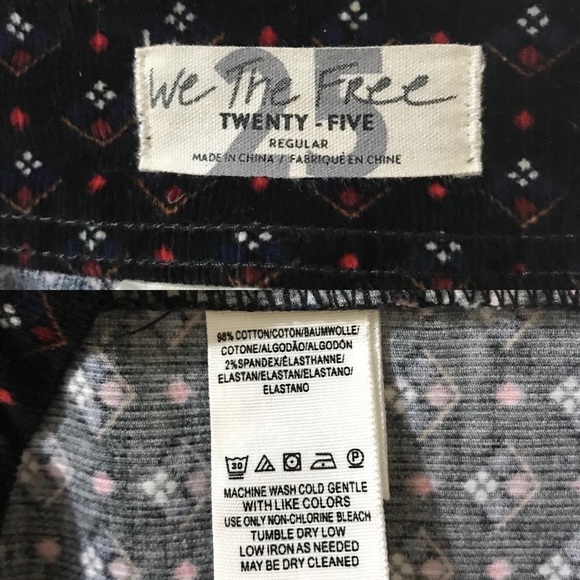 25
We The Free
TWENTY-FIVE
REGULAR
MADE IN CHINA / FABRIQUÉ EN CHINE
98% COTTON/COTON/BAUMWOLLE/
COTONE/ALGODÃO/ALGODÓN
2%SPANDEX/ÉLASTHANNE/
ELASTAN/ELASTAN/ELASTANO/
ELASTANO
30
P
MACHINE WASH COLD GENTLE
WITH LIKE COLORS
USE ONLY NON-CHLORINE BLEACH
TUMBLE DRY LOW
LOW IRON AS NEEDED
MAY BE DRY CLEANED